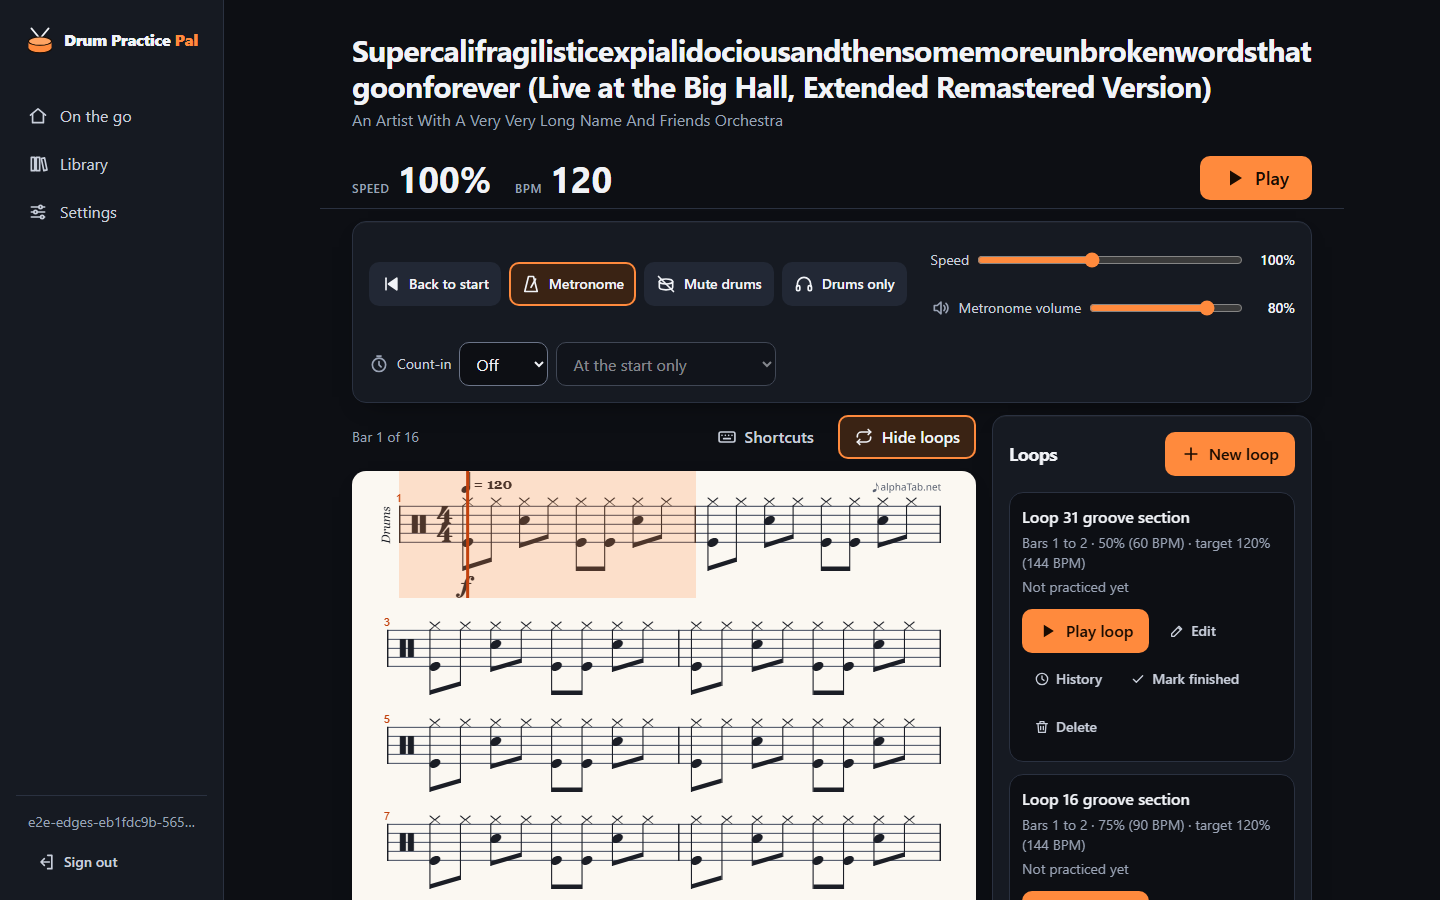 Drum Practice Pal
On the go
Library
Settings
e2e-edges-eb1fdc9b-565...
Sign out
Supercalifragilisticexpialidociousandthensomemoreunbrokenwordsthat
goonforever (Live at the Big Hall, Extended Remastered Version)
An Artist With A Very Very Long Name And Friends Orchestra
SPEED 100% BPM 120
Play
Back to start
Metronome
Mute drums
Drums only
Speed 100%
Metronome volume 80%
Count-in Off At the start only
Bar 1 of 16
Shortcuts
Hide loops
= 120
alphaTab.net
1
Drums
4
4
f
3
5
7
Loops
New loop
Loop 31 groove section
Bars 1 to 2 · 50% (60 BPM) · target 120%
(144 BPM)
Not practiced yet
Play loop
Edit
History
Mark finished
Delete
Loop 16 groove section
Bars 1 to 2 · 75% (90 BPM) · target 120%
(144 BPM)
Not practiced yet